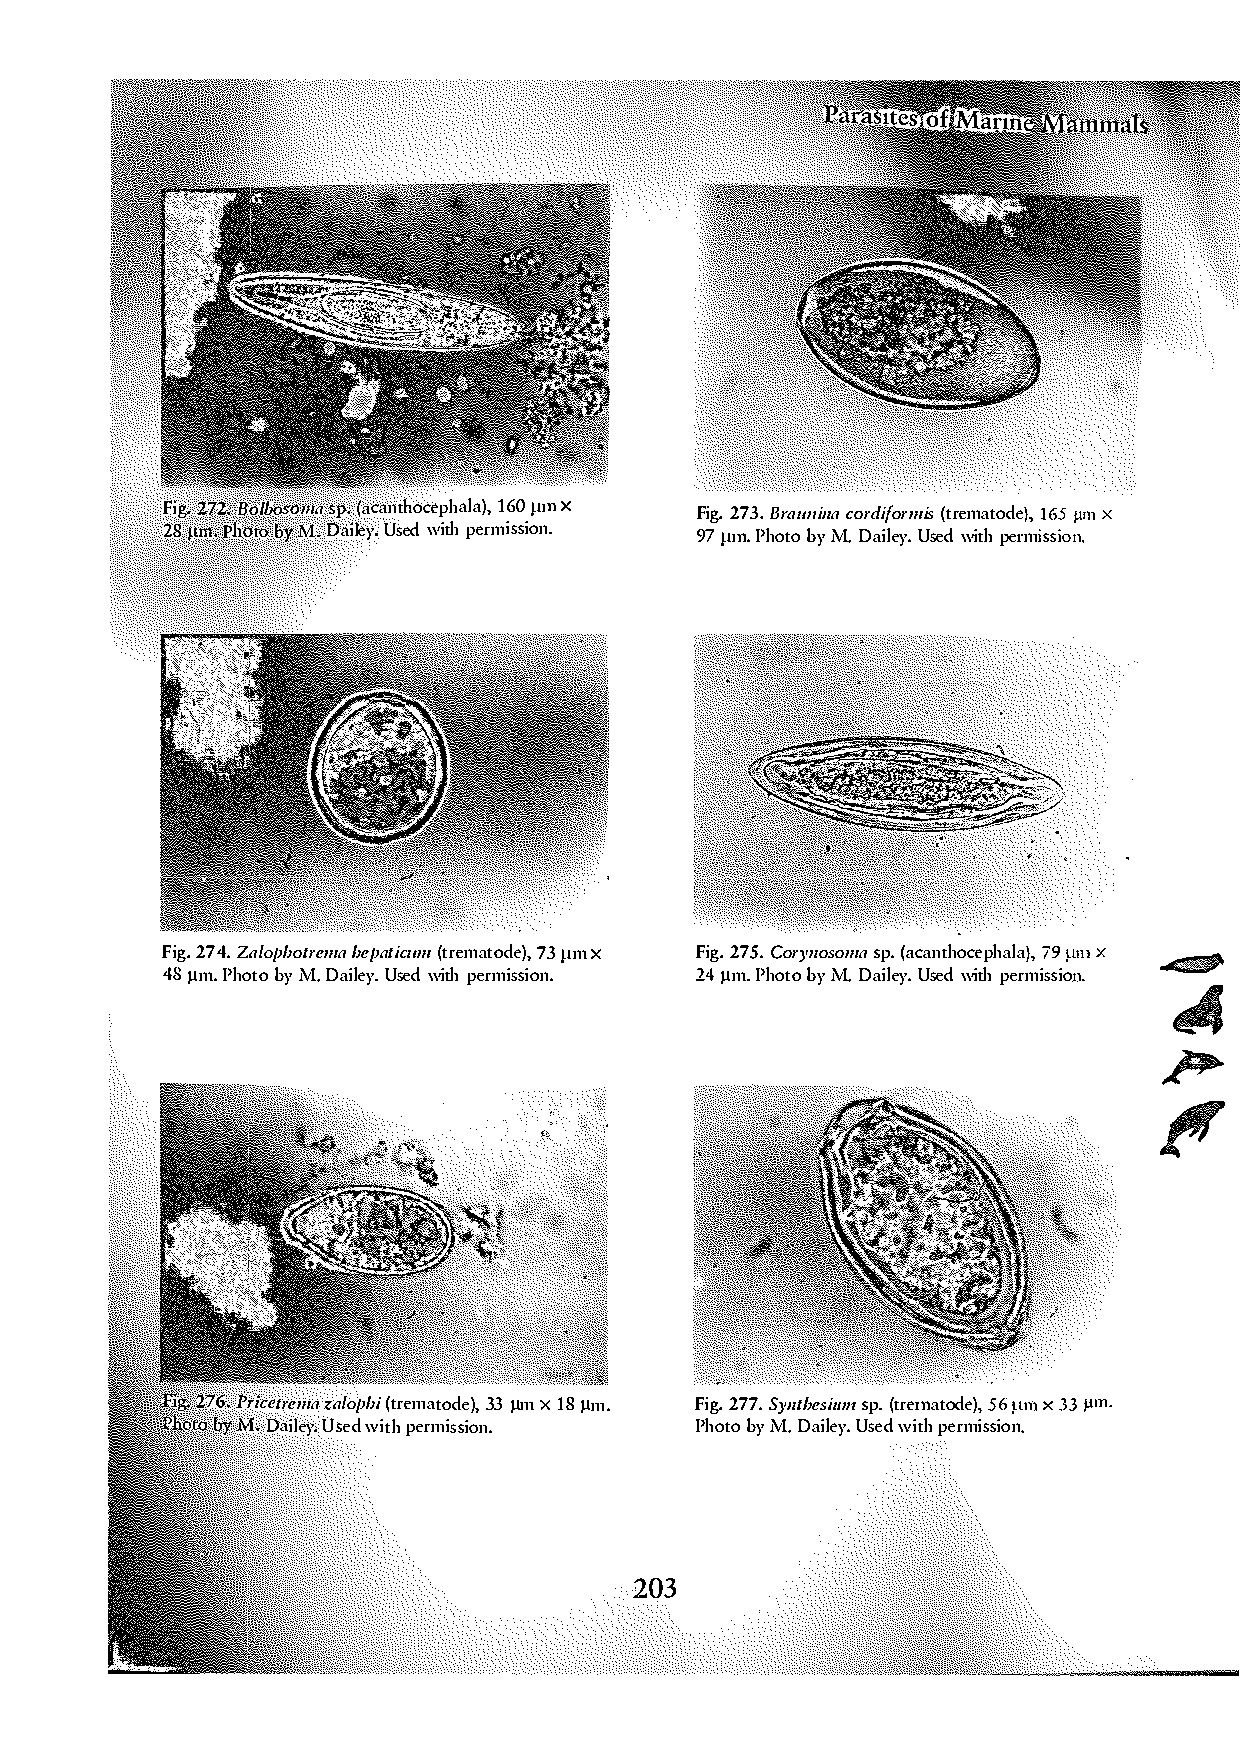 Parasites of Marine Mammals
Fig. 272. Bolbosoma sp. (acanthocephala), 160 µm ×
28 µm. Photo by M. Dailey. Used with permission.
Fig. 273. Braunina cordiformis (trematode), 165 µm ×
97 µm. Photo by M. Dailey. Used with permission.
Fig. 274. Zalophotrema hepaticum (trematode), 73 µm ×
48 µm. Photo by M. Dailey. Used with permission.
Fig. 275. Corynosoma sp. (acanthocephala), 79 µm ×
24 µm. Photo by M. Dailey. Used with permission.
Fig. 276. Pricetrema zalophi (trematode), 33 µm × 18 µm.
Photo by M. Dailey. Used with permission.
Fig. 277. Synthesium sp. (trematode), 56 µm × 33 µm.
Photo by M. Dailey. Used with permission.
203